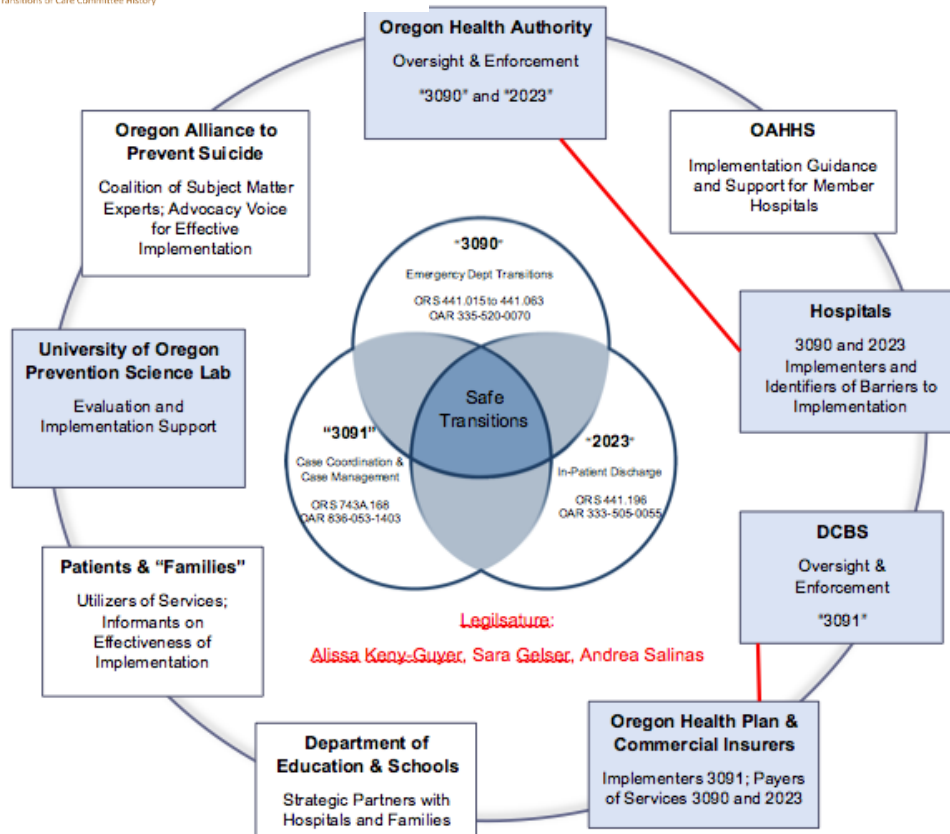 Transitions of Care Committee History
Oregon Health Authority
Oversight & Enforcement
"3090" and "2023"
Oregon Alliance to
Prevent Suicide
Coalition of Subject Matter
Experts; Advocacy Voice
for Effective
Implementation
OAHHS
Implementation Guidance
and Support for Member
Hospitals
"3090"
Emergency Dept Transitions
ORS 441.015 to 441.063
OAR 335-520-0070
Hospitals
3090 and 2023
Implementers and
Identifiers of Barriers to
Implementation
University of Oregon
Prevention Science Lab
Evaluation and
Implementation Support
Safe
Transitions
"3091"
Case Coordination &
Case Management
ORS 743A.168
OAR 836-053-1403
"2023"
In-Patient Discharge
ORS 441.196
OAR 333-505-0055
DCBS
Oversight &
Enforcement
"3091"
Patients & “Families”
Utilizers of Services;
Informants on
Effectiveness of
Implementation
Legilsature:
Alissa Keny-Guyer, Sara Gelser, Andrea Salinas
Oregon Health Plan &
Commercial Insurers
Implementers 3091; Payers
of Services 3090 and 2023
Department of
Education & Schools
Strategic Partners with
Hospitals and Families